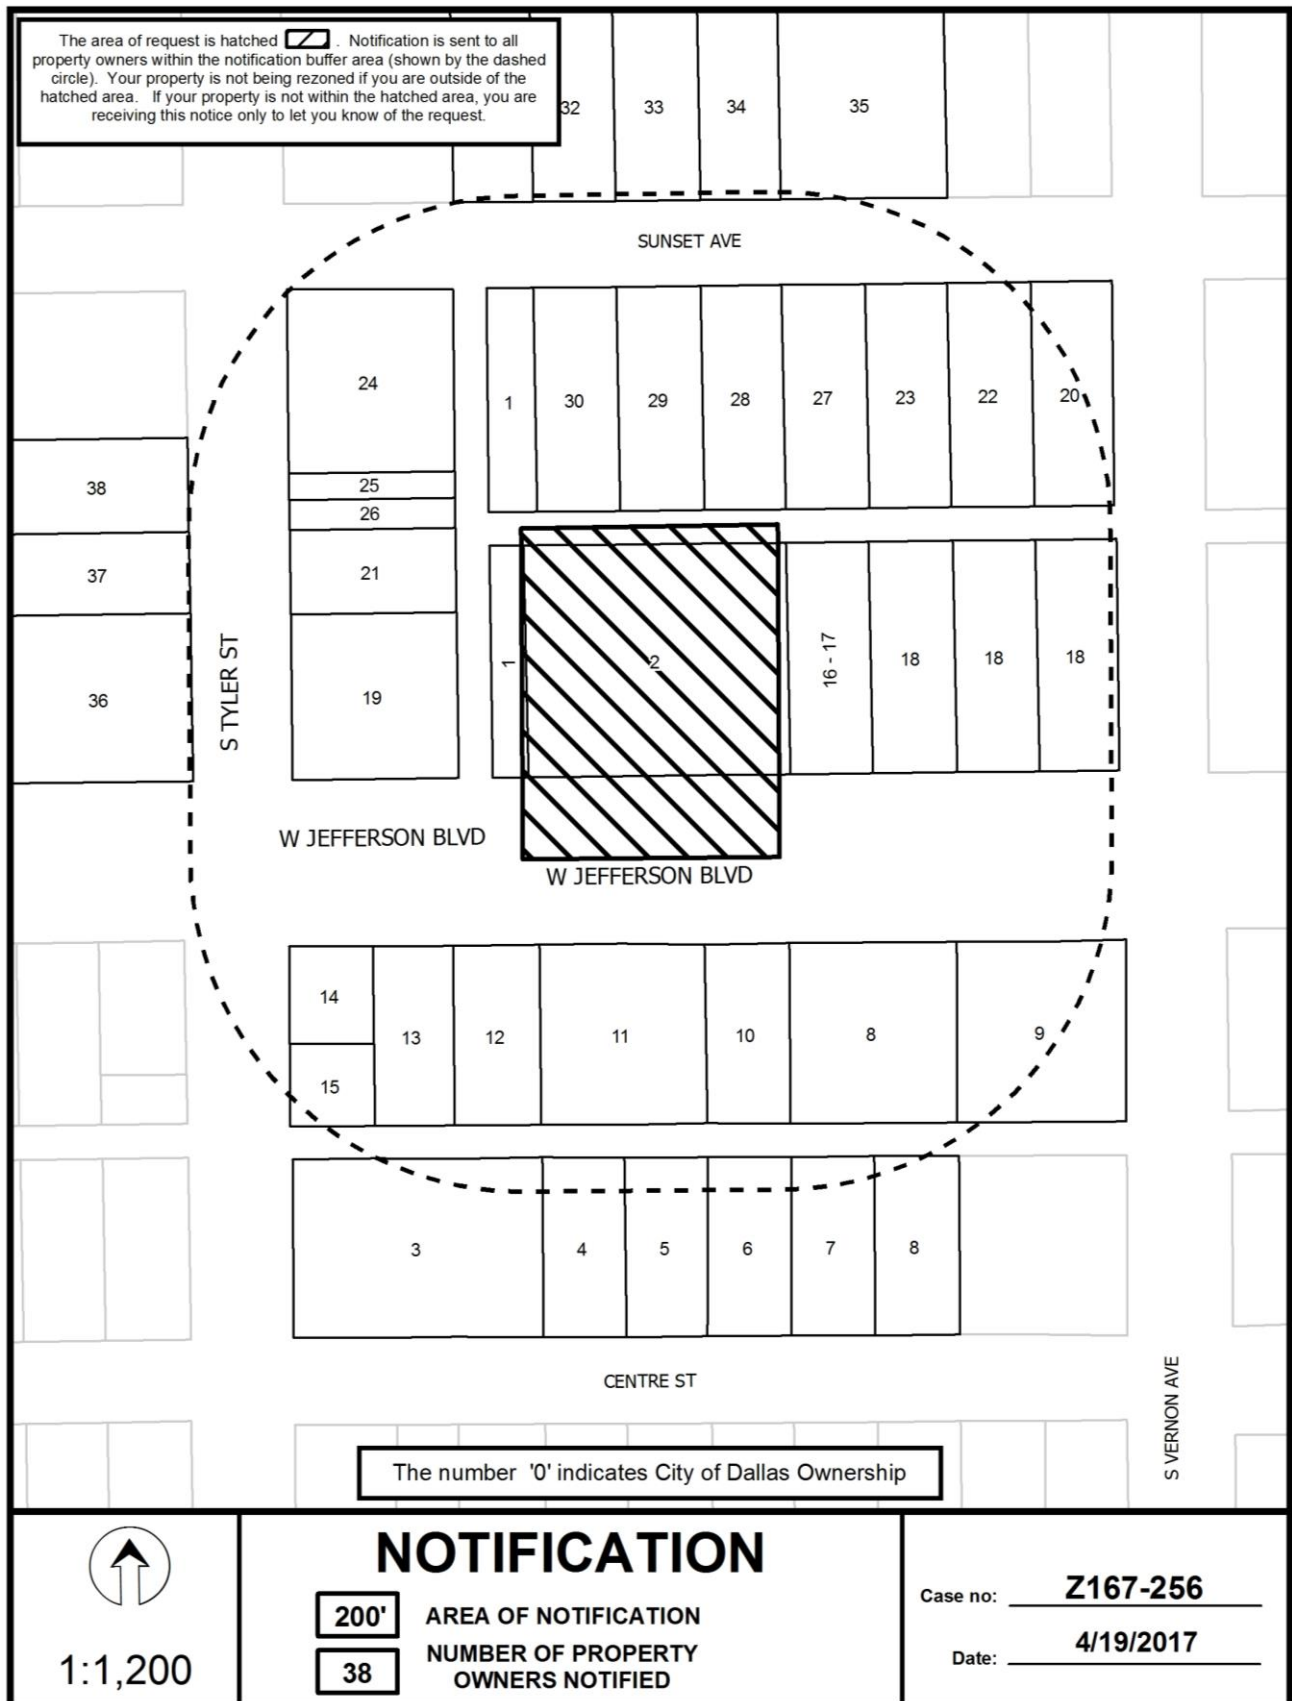 The area of request is hatched . Notification is sent to all
property owners within the notification buffer area (shown by the dashed
circle). Your property is not being rezoned if you are outside of the
hatched area. If your property is not within the hatched area, you are
receiving this notice only to let you know of the request.
32 33 34 35
SUNSET AVE
24
1 30 29 28 27 23 22 20
38
25
26
37
21
36
S TYLER ST
19
1
2
16 - 17
18 18 18
W JEFFERSON BLVD
W JEFFERSON BLVD
14
13 12 11 10 8 9
15
3 4 5 6 7 8
CENTRE ST
S VERNON AVE
The number '0' indicates City of Dallas Ownership
1:1,200
NOTIFICATION
200' AREA OF NOTIFICATION
38 NUMBER OF PROPERTY
OWNERS NOTIFIED
Case no: Z167-256
Date: 4/19/2017